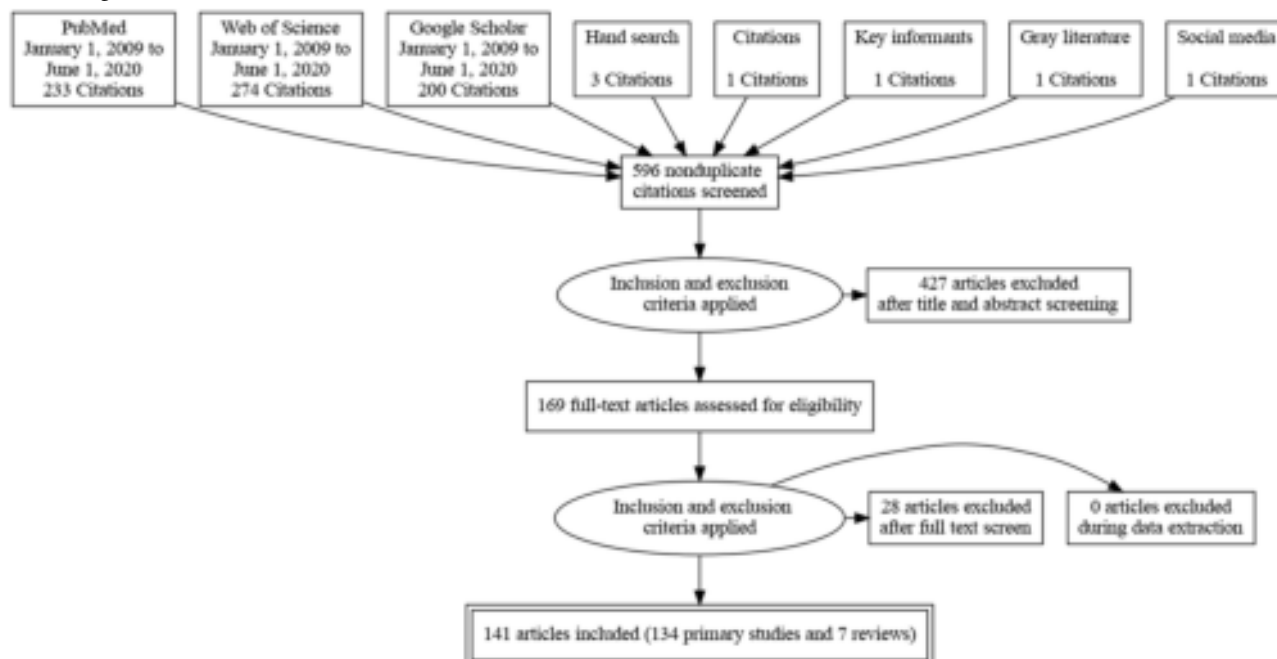 PubMed
January 1, 2009 to
June 1, 2020
233 Citations
Web of Science
January 1, 2009 to
June 1, 2020
274 Citations
Google Scholar
January 1, 2009 to
June 1, 2020
200 Citations
Hand search
3 Citations
Citations
1 Citations
Key informants
1 Citations
Gray literature
1 Citations
Social media
1 Citations
596 nonduplicate
citations screened
Inclusion and exclusion
criteria applied
427 articles excluded
after title and abstract screening
169 full-text articles assessed for eligibility
Inclusion and exclusion
criteria applied
28 articles excluded
after full text screen
0 articles excluded
during data extraction
141 articles included (134 primary studies and 7 reviews)